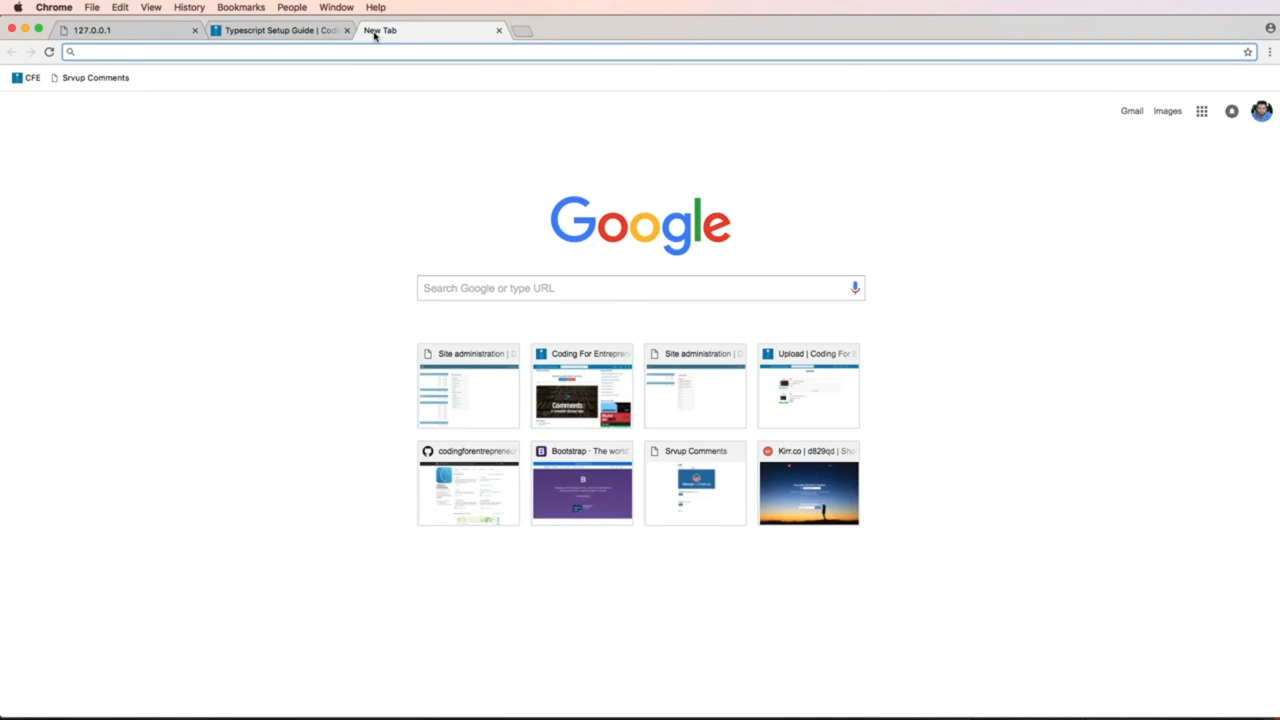 Chrome File Edit View History Bookmarks People Window Help
127.0.0.1
Typescript Setup Guide | Codi
New Tab
CFE Srvup Comments
Gmail Images
Google
Search Google or type URL
Site administration | D
Coding For Entrepren
Site administration | D
Upload | Coding For E
Comments
codingforentrepreneu
Bootstrap · The world
Srvup Comments
Kirr.co | d829qd | Sho
B